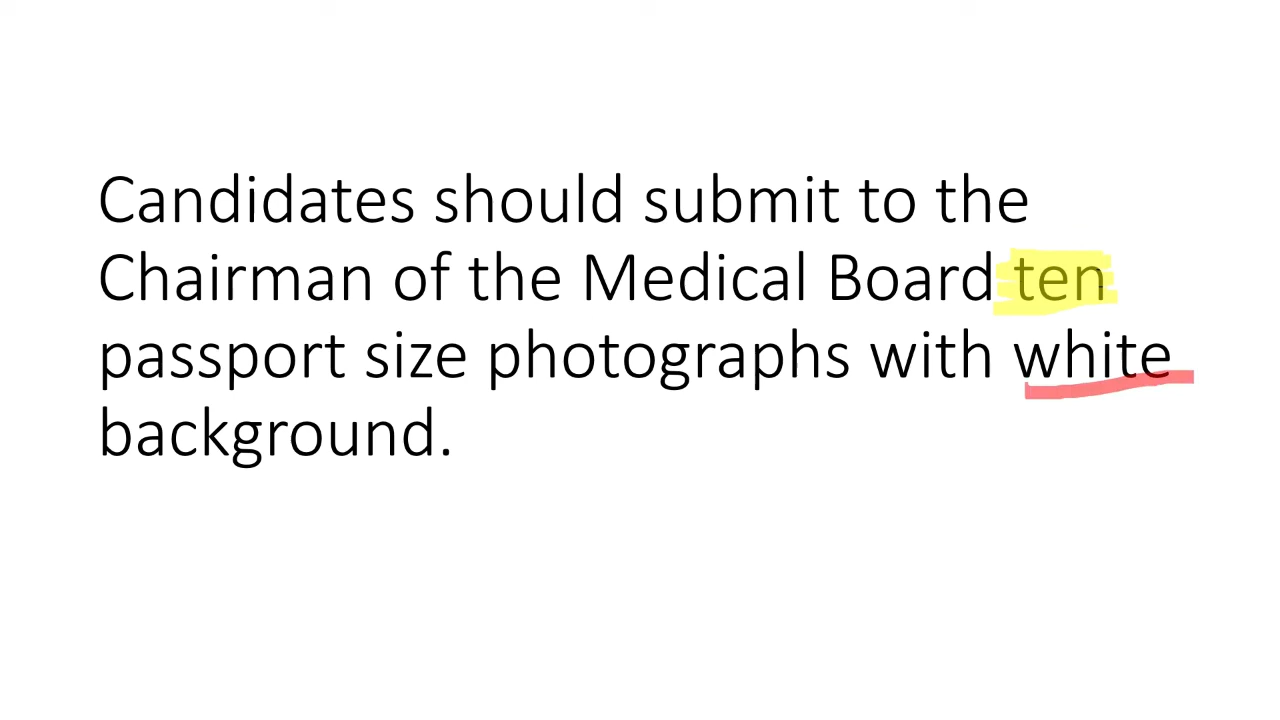 Candidates should submit to the
Chairman of the Medical Board ten
passport size photographs with white
background.